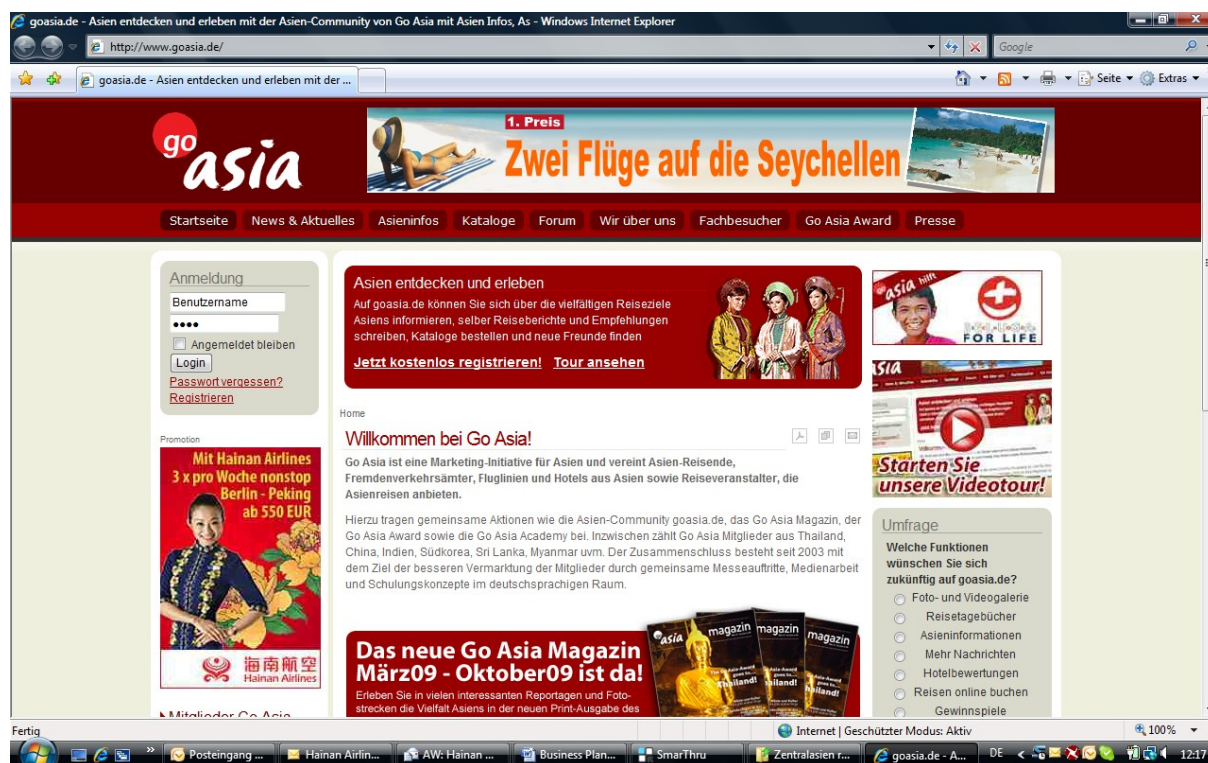 goasia.de - Asien entdecken und erleben mit der Asien-Community von Go Asia mit Asien Infos, As - Windows Internet Explorer
http://www.goasia.de/
Google
goasia.de - Asien entdecken und erleben mit der ...
Seite
Extras
go asia
1. Preis
Zwei Flüge auf die Seychellen
Startseite News & Aktuelles Asieninfos Kataloge Forum Wir über uns Fachbesucher Go Asia Award Presse
Anmeldung
Benutzername
Angemeldet bleiben
Login
Passwort vergessen?
Registrieren
Promotion
Mit Hainan Airlines
3 x pro Woche nonstop
Berlin - Peking
ab 550 EUR
海南航空
Hainan Airlines
Mitglieder Go Asia
Asien entdecken und erleben
Auf goasia.de können Sie sich über die vielfältigen Reiseziele
Asiens informieren, selber Reiseberichte und Empfehlungen
schreiben, Kataloge bestellen und neue Freunde finden
Jetzt kostenlos registrieren! Tour ansehen
Home
Willkommen bei Go Asia!
Go Asia ist eine Marketing-Initiative für Asien und vereint Asien-Reisende,
Fremdenverkehrsämter, Fluglinien und Hotels aus Asien sowie Reiseveranstalter, die
Asienreisen anbieten.
Hierzu tragen gemeinsame Aktionen wie die Asien-Community goasia.de, das Go Asia Magazin, der
Go Asia Award sowie die Go Asia Academy bei. Inzwischen zählt Go Asia Mitglieder aus Thailand,
China, Indien, Südkorea, Sri Lanka, Myanmar uvm. Der Zusammenschluss besteht seit 2003 mit
dem Ziel der besseren Vermarktung der Mitglieder durch gemeinsame Messeauftritte, Medienarbeit
und Schulungskonzepte im deutschsprachigen Raum.
Das neue Go Asia Magazin
März09 - Oktober09 ist da!
Erleben Sie in vielen interessanten Reportagen und Foto-
strecken die Vielfalt Asiens in der neuen Print-Ausgabe des
asia magazin
magazin
magazin
asia hilft
FOR LIFE
asia
Starten Sie
unsere Videotour!
Umfrage
Welche Funktionen
wünschen Sie sich
zukünftig auf goasia.de?
Foto- und Videogalerie
Reisetagebücher
Asieninformationen
Mehr Nachrichten
Hotelbewertungen
Reisen online buchen
Gewinnspiele
Fertig
Internet | Geschützter Modus: Aktiv
100%
Posteingang ...
Hainan Airlin...
AW: Hainan ...
Business Plan...
SmarThru
Zentralasien r...
goasia.de - A...
DE
12:17